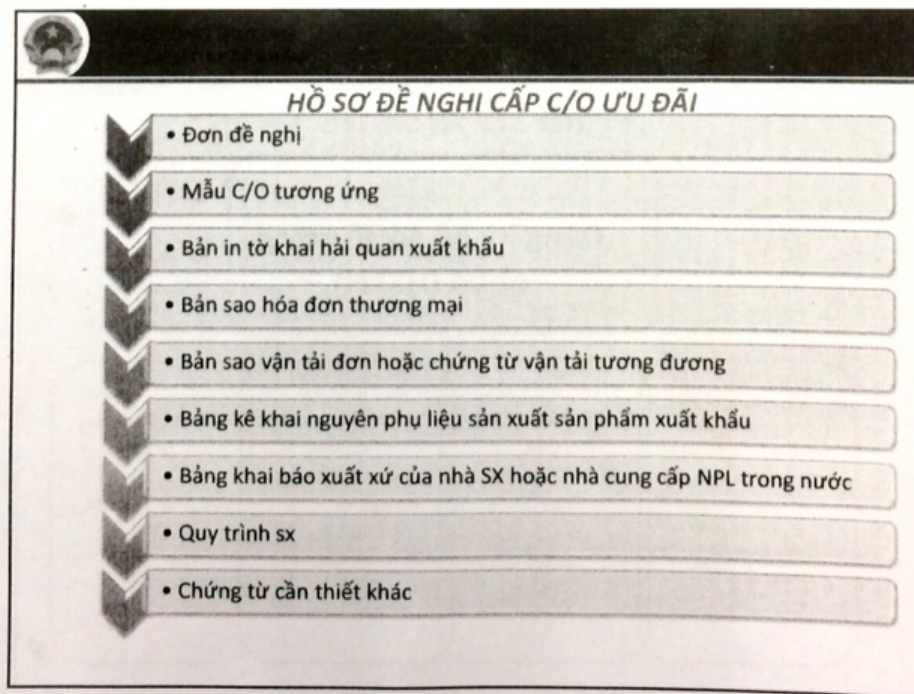 HỒ SƠ ĐỀ NGHI CẤP C/O ƯU ĐÃI
• Đơn đề nghị
• Mẫu C/O tương ứng
• Bản in tờ khai hải quan xuất khẩu
• Bản sao hóa đơn thương mại
• Bản sao vận tải đơn hoặc chứng từ vận tải tương đương
• Bảng kê khai nguyên phụ liệu sản xuất sản phẩm xuất khẩu
• Bảng khai báo xuất xứ của nhà SX hoặc nhà cung cấp NPL trong nước
• Quy trình sx
• Chứng từ cần thiết khác